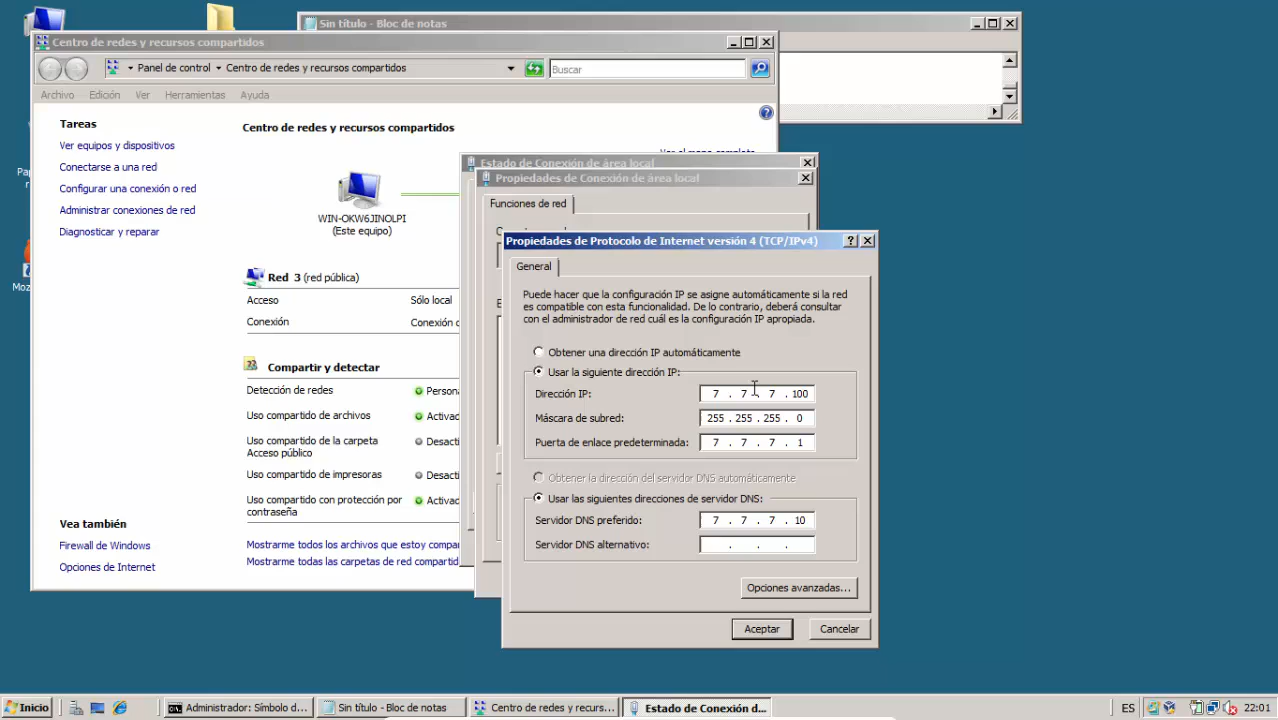 Sin título - Bloc de notas
Centro de redes y recursos compartidos
Panel de control
Centro de redes y recursos compartidos
Buscar
Archivo
Edición
Ver
Herramientas
Ayuda
Tareas
Ver equipos y dispositivos
Conectarse a una red
Configurar una conexión o red
Administrar conexiones de red
Diagnosticar y reparar
Centro de redes y recursos compartidos
Ver el mapa completo
WIN-OKW6JINOLPI
(Este equipo)
Red 3 (red pública)
Acceso
Sólo local
Conexión
Conexión
Compartir y detectar
Detección de redes
Uso compartido de archivos
Uso compartido de la carpeta
Acceso público
Uso compartido de impresoras
Uso compartido con protección por
contraseña
Mostrarme todos los archivos que estoy
Mostrarme todas las carpetas de red
Vea también
Firewall de Windows
Opciones de Internet
Estado de Conexión de área local
Propiedades de Conexión de área local
Funciones de red
Propiedades de Protocolo de Internet versión 4 (TCP/IPv4)
General
Puede hacer que la configuración IP se asigne automáticamente si la red
es compatible con esta funcionalidad. De lo contrario, deberá consultar
con el administrador de red cuál es la configuración IP apropiada.
Obtener una dirección IP automáticamente
Usar la siguiente dirección IP:
Dirección IP:
7 . 7 . 7 . 100
Máscara de subred:
255 . 255 . 255 . 0
Puerta de enlace predeterminada:
7 . 7 . 7 . 1
Obtener la dirección del servidor DNS automáticamente
Usar las siguientes direcciones de servidor DNS:
Servidor DNS preferido:
7 . 7 . 7 . 10
Servidor DNS alternativo:
. . .
Opciones avanzadas...
Aceptar
Cancelar
Inicio
Administrador: Símbolo d...
Sin título - Bloc de notas
Centro de redes y recurs...
Estado de Conexión d...
ES
22:01